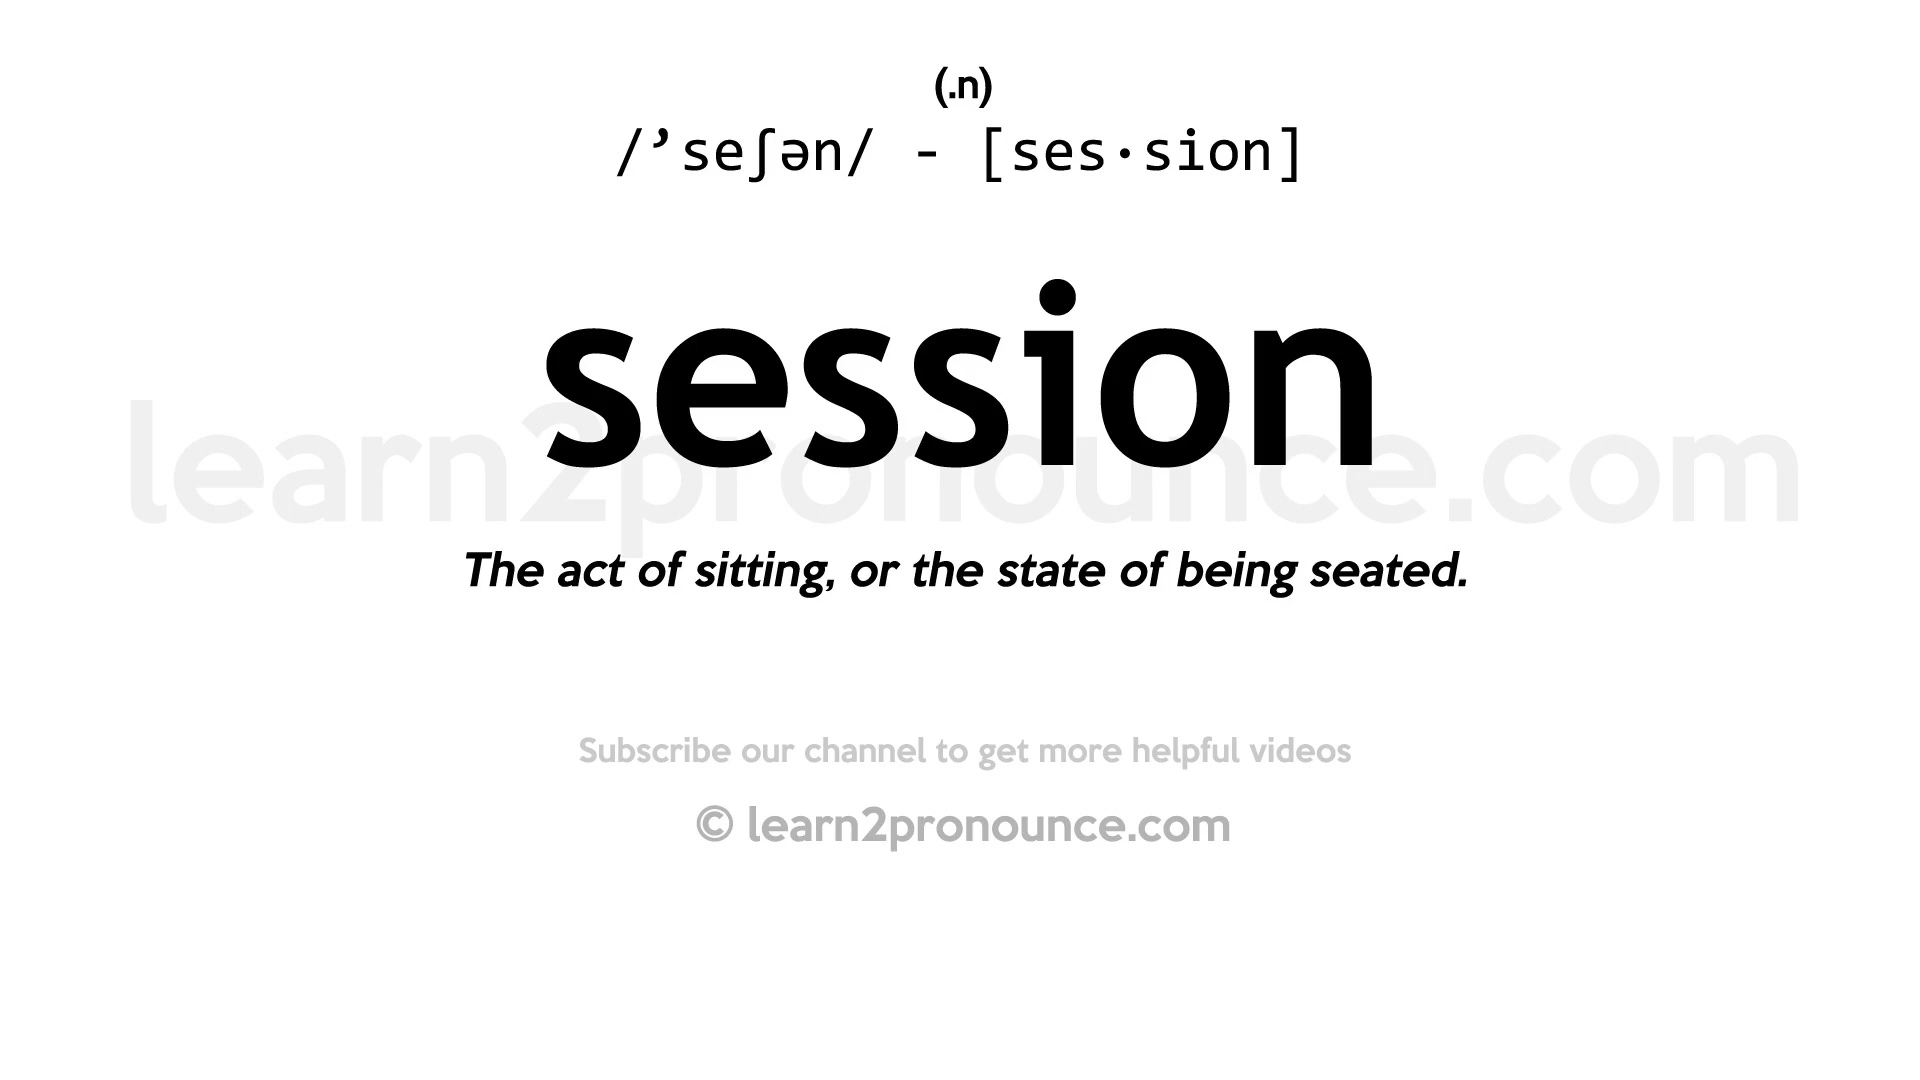 (.n)
/’seʃən/ - [ses·sion]
session
learn2pronounce.com
The act of sitting, or the state of being seated.
Subscribe our channel to get more helpful videos
© learn2pronounce.com